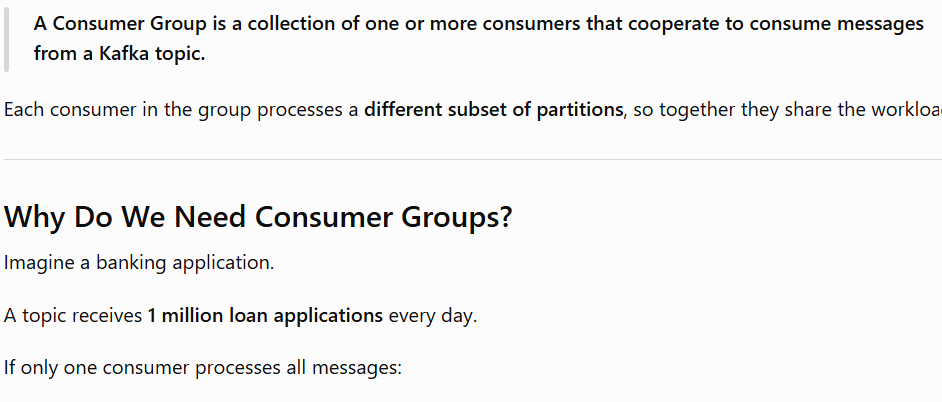 A Consumer Group is a collection of one or more consumers that cooperate to consume messages
from a Kafka topic.
Each consumer in the group processes a different subset of partitions, so together they share the
Why Do We Need Consumer Groups?
Imagine a banking application.
A topic receives 1 million loan applications every day.
If only one consumer processes all messages: